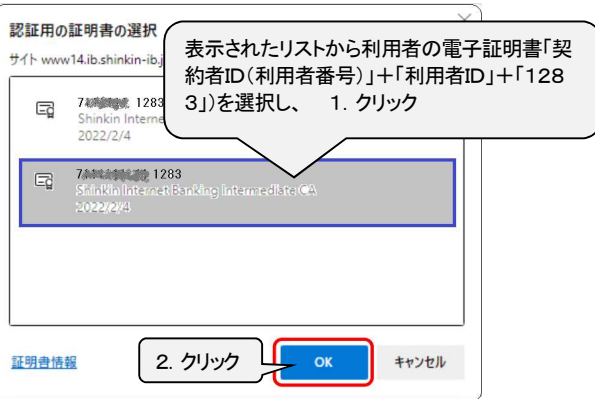 認証用の証明書の選択
サイト www14.ib.shinkin-ib.j
表示されたリストから利用者の電子証明書「契
約者ID(利用者番号)」+「利用者ID」+「128
3」)を選択し、 1. クリック
1283
Shinkin Interne
2022/2/4
1283
Shinkin Internet Banking Intermediate CA
2022/2/4
証明書情報
2. クリック
OK
キャンセル